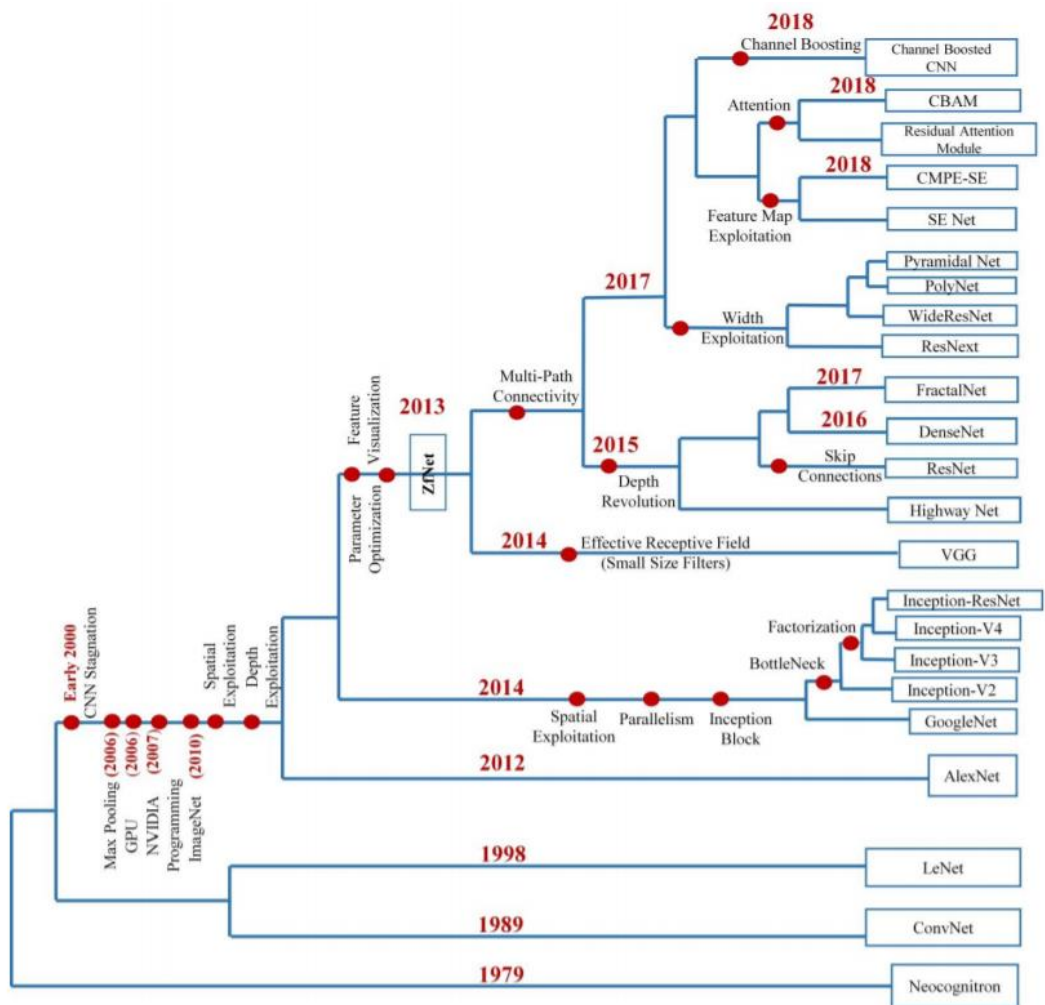 2018
Channel Boosting
Channel Boosted
CNN
2018
Attention
CBAM
Residual Attention
Module
2018
CMPE-SE
Feature Map
Exploitation
SE Net
Pyramidal Net
2017
PolyNet
Width
Exploitation
WideResNet
ResNext
Multi-Path
Connectivity
2017
FractalNet
2013
Feature
Visualization
ZfNet
Parameter
Optimization
2016
DenseNet
2015
Depth
Revolution
Skip
Connections
ResNet
Highway Net
2014
Effective Receptive Field
(Small Size Filters)
VGG
Inception-ResNet
Factorization
Inception-V4
BottleNeck
Inception-V3
2014
Inception-V2
Spatial
Exploitation
Parallelism
Inception
Block
GoogleNet
Early 2000
CNN Stagnation
Spatial
Exploitation
Depth
Exploitation
Max Pooling (2006)
GPU (2006)
NVIDIA (2007)
Programming
ImageNet (2010)
2012
AlexNet
1998
LeNet
1989
ConvNet
1979
Neocognitron